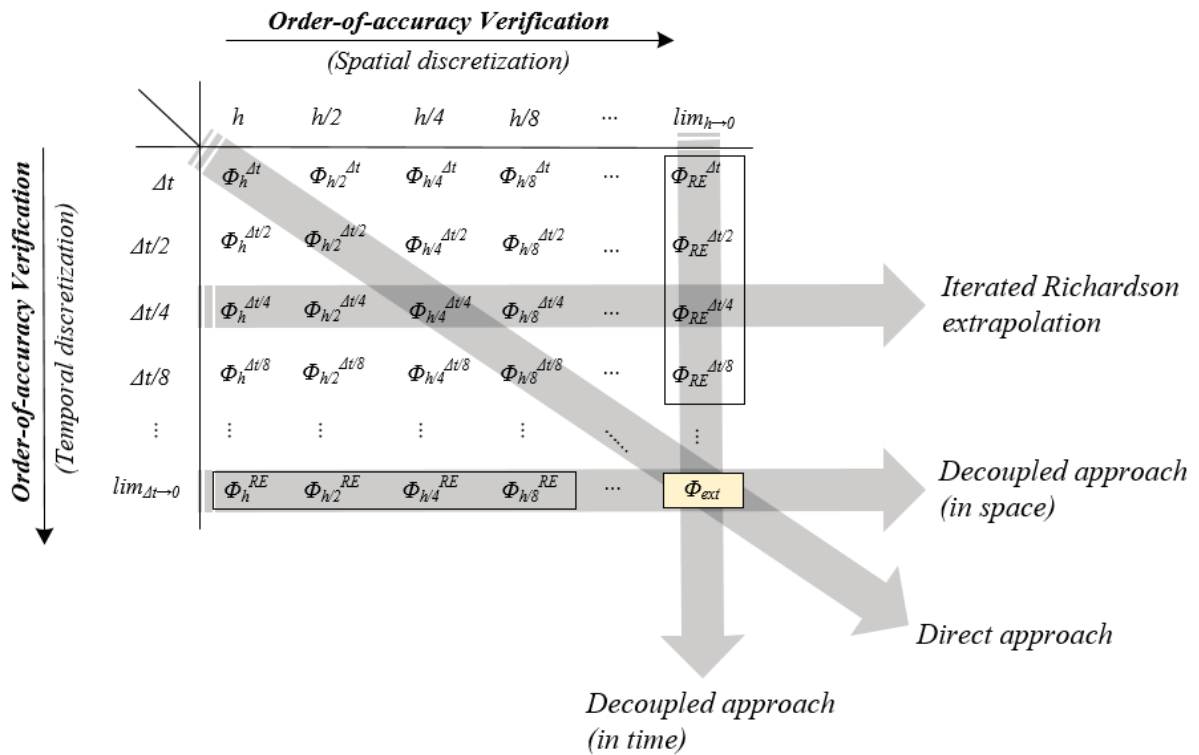 Order-of-accuracy Verification
(Spatial discretization)
Order-of-accuracy Verification
(Temporal discretization)
h h/2 h/4 h/8 ... lim_{h→0}
Δt Φ_h^{Δt} Φ_{h/2}^{Δt} Φ_{h/4}^{Δt} Φ_{h/8}^{Δt} ... Φ_{RE}^{Δt}
Δt/2 Φ_h^{Δt/2} Φ_{h/2}^{Δt/2} Φ_{h/4}^{Δt/2} Φ_{h/8}^{Δt/2} ... Φ_{RE}^{Δt/2}
Δt/4 Φ_h^{Δt/4} Φ_{h/2}^{Δt/4} Φ_{h/4}^{Δt/4} Φ_{h/8}^{Δt/4} ... Φ_{RE}^{Δt/4}
Iterated Richardson
extrapolation
Δt/8 Φ_h^{Δt/8} Φ_{h/2}^{Δt/8} Φ_{h/4}^{Δt/8} Φ_{h/8}^{Δt/8} ... Φ_{RE}^{Δt/8}
⋮ ⋮ ⋮ ⋮ ⋮ ⋱ ⋮
lim_{Δt→0} Φ_h^{RE} Φ_{h/2}^{RE} Φ_{h/4}^{RE} Φ_{h/8}^{RE} ... Φ_{ext}
Decoupled approach
(in space)
Direct approach
Decoupled approach
(in time)